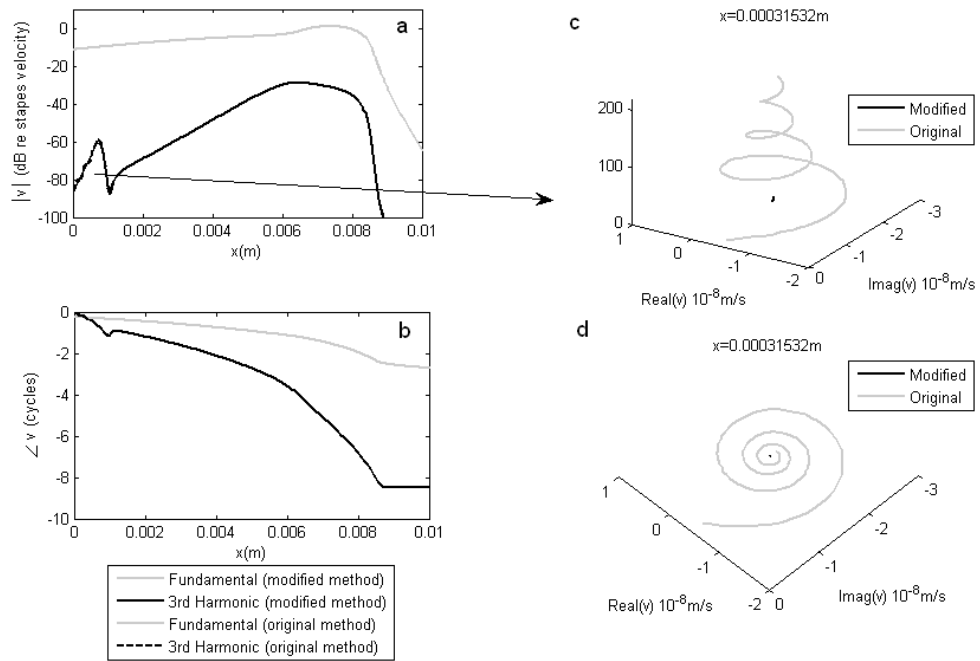 a
0
-20
-40
-60
-80
-100
|v| (dB re stapes velocity)
0 0.002 0.004 0.006 0.008 0.01
x(m)
b
0
-2
-4
-6
-8
-10
∠ v (cycles)
0 0.002 0.004 0.006 0.008 0.01
x(m)
Fundamental (modified method)
3rd Harmonic (modified method)
Fundamental (original method)
3rd Harmonic (original method)
c
x=0.00031532m
Modified
Original
200
100
0
1 0 -1 -2
Real(v) 10⁻⁸m/s
0 -1 -2 -3
Imag(v) 10⁻⁸m/s
d
x=0.00031532m
Modified
Original
1 0 -1 -2
Real(v) 10⁻⁸m/s
0 -1 -2 -3
Imag(v) 10⁻⁸m/s